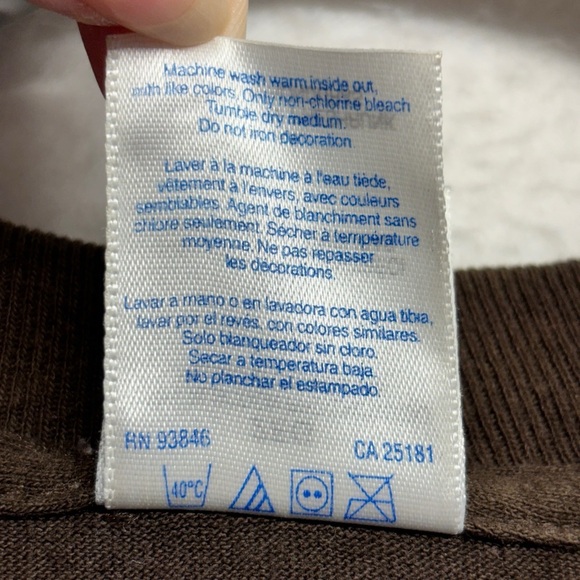 Machine wash warm inside out,
with like colors. Only non-chlorine bleach
Tumble dry medium.
Do not iron decoration
Laver à la machine à l'eau tiède,
vêtement à l'envers, avec couleurs
semblables. Agent de blanchiment sans
chlore seulement. Sécher à température
moyenne. Ne pas repasser
les décorations.
Lavar a mano o en lavadora con agua tibia,
lavar por el revés, con colores similares.
Solo blanqueador sin cloro.
Secar a temperatura baja.
No planchar el estampado.
RN 93846 CA 25181
40°C